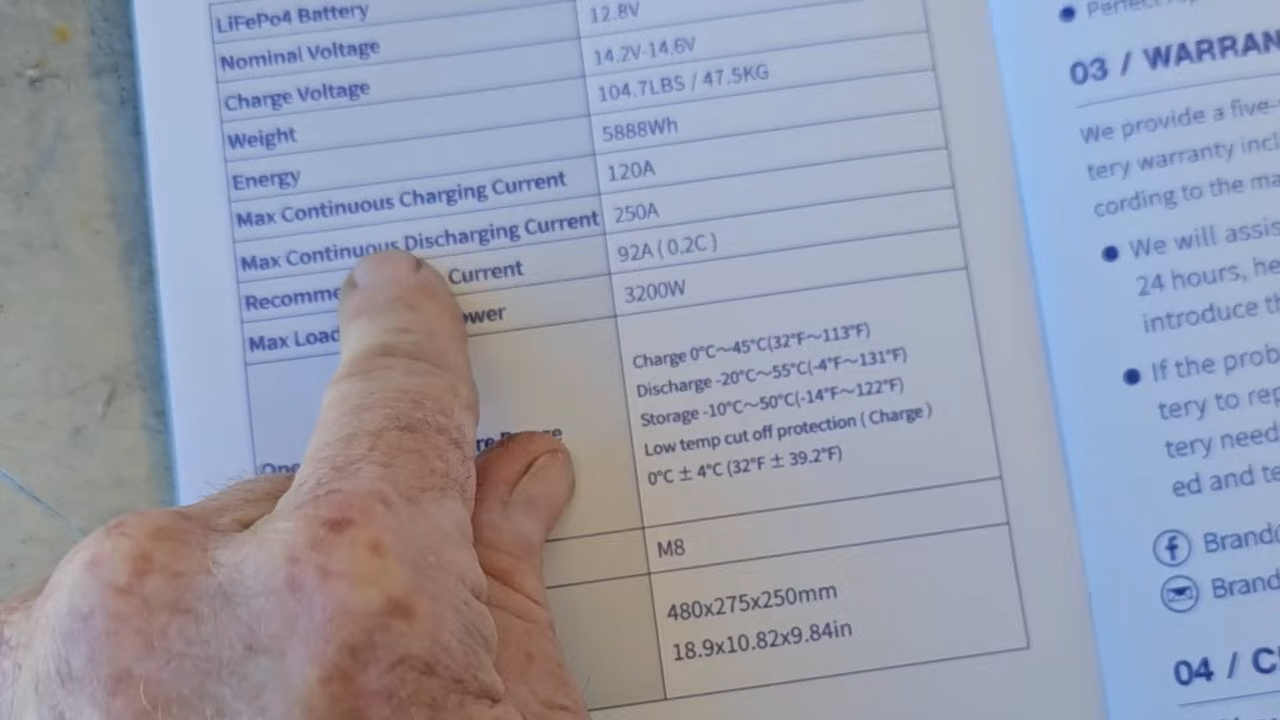 LiFePo4 Battery
12.8V
Nominal Voltage
14.2V-14.6V
Charge Voltage
104.7LBS / 47.5KG
Weight
5888Wh
Energy
120A
Max Continuous Charging Current
250A
Max Continuous Discharging Current
92A ( 0.2C )
Current
3200W
Max Load
Charge 0°C～45°C(32°F～113°F)
Discharge -20°C～55°C(-4°F～131°F)
Storage -10°C～50°C(-14°F～122°F)
Low temp cut off protection ( Charge )
0°C ± 4°C (32°F ± 39.2°F)
M8
480x275x250mm
18.9x10.82x9.84in
03 / WARRAN
We provide a five-
tery warranty incl
cording to the ma
We will assis
24 hours, he
introduce th
If the prob
tery to rep
tery need
ed and te
Brand
Brand
04 / C